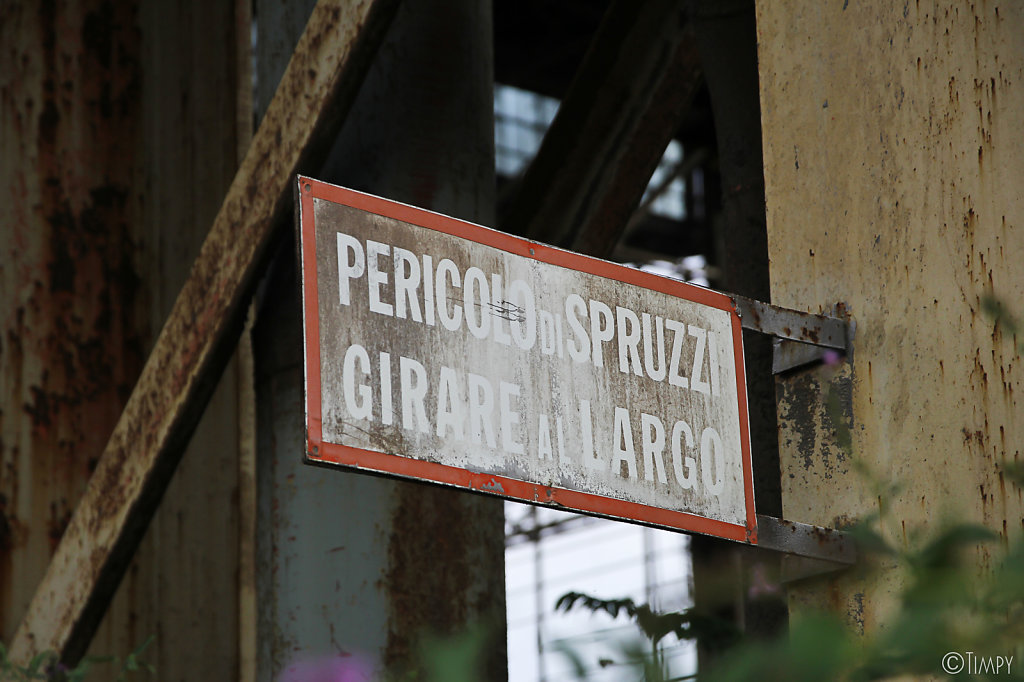 PERICOLO DI SPRUZZI
GIRARE AL LARGO
©TIMPY